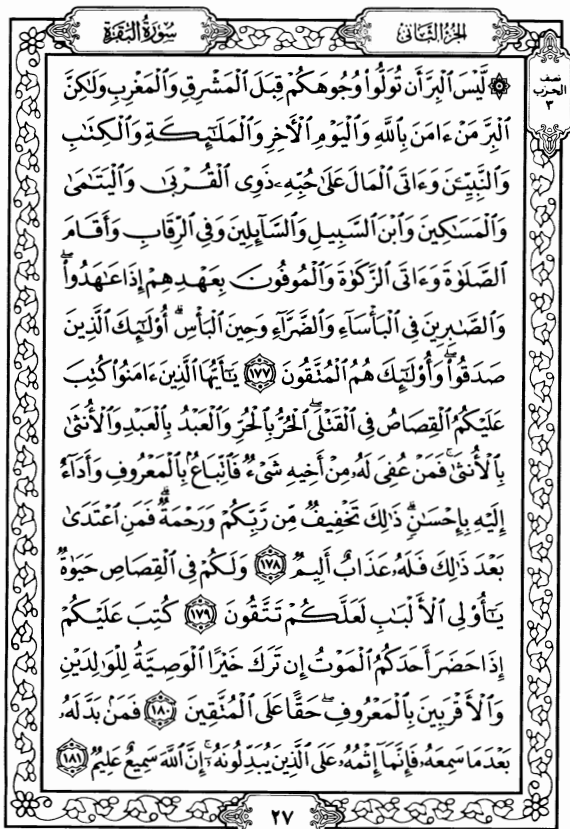 سُورَةُ البَقَرَةِ
الجُزءُ الثَّانِي
نصف
الحزب
٣
۞ لَّيۡسَ ٱلۡبِرَّ أَن تُوَلُّواْ وُجُوهَكُمۡ قِبَلَ ٱلۡمَشۡرِقِ وَٱلۡمَغۡرِبِ وَلَٰكِنَّ
ٱلۡبِرَّ مَنۡ ءَامَنَ بِٱللَّهِ وَٱلۡيَوۡمِ ٱلۡأٓخِرِ وَٱلۡمَلَٰٓئِكَةِ وَٱلۡكِتَٰبِ
وَٱلنَّبِيِّـۧنَ وَءَاتَى ٱلۡمَالَ عَلَىٰ حُبِّهِۦ ذَوِي ٱلۡقُرۡبَىٰ وَٱلۡيَتَٰمَىٰ
وَٱلۡمَسَٰكِينَ وَٱبۡنَ ٱلسَّبِيلِ وَٱلسَّآئِلِينَ وَفِي ٱلرِّقَابِ وَأَقَامَ
ٱلصَّلَوٰةَ وَءَاتَى ٱلزَّكَوٰةَ وَٱلۡمُوفُونَ بِعَهۡدِهِمۡ إِذَا عَٰهَدُواْۖ
وَٱلصَّٰبِرِينَ فِي ٱلۡبَأۡسَآءِ وَٱلضَّرَّآءِ وَحِينَ ٱلۡبَأۡسِۗ أُوْلَٰٓئِكَ ٱلَّذِينَ
صَدَقُواْۖ وَأُوْلَٰٓئِكَ هُمُ ٱلۡمُتَّقُونَ ١٧٧ يَٰٓأَيُّهَا ٱلَّذِينَ ءَامَنُواْ كُتِبَ
عَلَيۡكُمُ ٱلۡقِصَاصُ فِي ٱلۡقَتۡلَىۖ ٱلۡحُرُّ بِٱلۡحُرِّ وَٱلۡعَبۡدُ بِٱلۡعَبۡدِ وَٱلۡأُنثَىٰ
بِٱلۡأُنثَىٰۚ فَمَنۡ عُفِيَ لَهُۥ مِنۡ أَخِيهِ شَيۡءٞ فَٱتِّبَاعُۢ بِٱلۡمَعۡرُوفِ وَأَدَآءٌ
إِلَيۡهِ بِإِحۡسَٰنٖۗ ذَٰلِكَ تَخۡفِيفٞ مِّن رَّبِّكُمۡ وَرَحۡمَةٞۗ فَمَنِ ٱعۡتَدَىٰ
بَعۡدَ ذَٰلِكَ فَلَهُۥ عَذَابٌ أَلِيمٞ ١٧٨ وَلَكُمۡ فِي ٱلۡقِصَاصِ حَيَوٰةٞ
يَٰٓأُوْلِي ٱلۡأَلۡبَٰبِ لَعَلَّكُمۡ تَتَّقُونَ ١٧٩ كُتِبَ عَلَيۡكُمۡ
إِذَا حَضَرَ أَحَدَكُمُ ٱلۡمَوۡتُ إِن تَرَكَ خَيۡرًا ٱلۡوَصِيَّةُ لِلۡوَٰلِدَيۡنِ
وَٱلۡأَقۡرَبِينَ بِٱلۡمَعۡرُوفِۖ حَقًّا عَلَى ٱلۡمُتَّقِينَ ١٨٠ فَمَنۢ بَدَّلَهُۥ
بَعۡدَمَا سَمِعَهُۥ فَإِنَّمَآ إِثۡمُهُۥ عَلَى ٱلَّذِينَ يُبَدِّلُونَهُۥٓۚ إِنَّ ٱللَّهَ سَمِيعٌ عَلِيمٞ ١٨١
٢٧